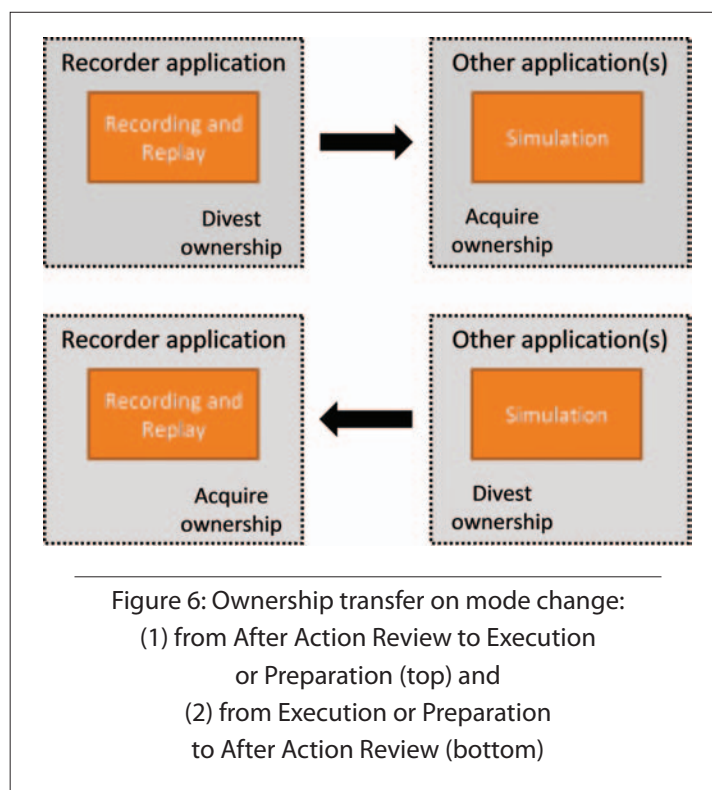 Recorder application
Other application(s)
Recording and
Replay
Simulation
Divest
ownership
Acquire
ownership
Recorder application
Other application(s)
Recording and
Replay
Simulation
Acquire
ownership
Divest
ownership
Figure 6: Ownership transfer on mode change:
(1) from After Action Review to Execution
or Preparation (top) and
(2) from Execution or Preparation
to After Action Review (bottom)